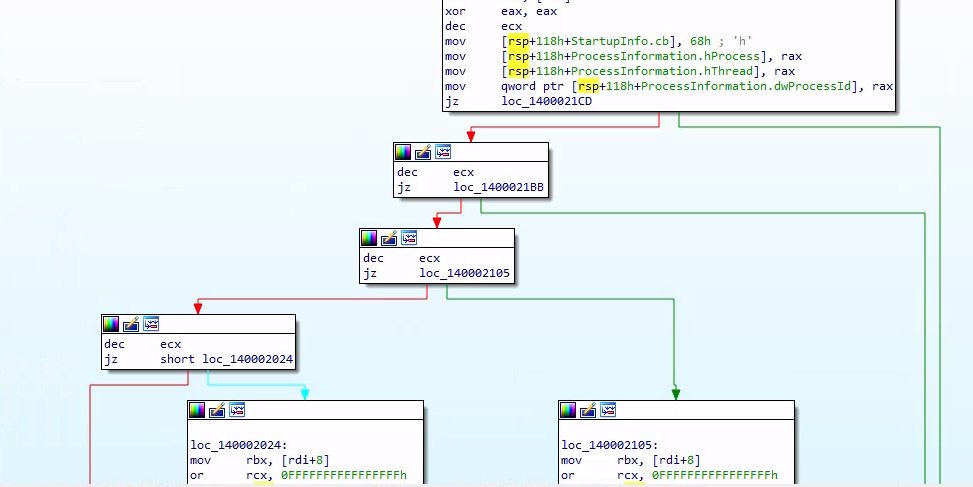 xor eax, eax
dec ecx
mov [rsp+118h+StartupInfo.cb], 68h ; 'h'
mov [rsp+118h+ProcessInformation.hProcess], rax
mov [rsp+118h+ProcessInformation.hThread], rax
mov qword ptr [rsp+118h+ProcessInformation.dwProcessId], rax
jz loc_1400021CD
dec ecx
jz loc_1400021BB
dec ecx
jz loc_140002105
dec ecx
jz short loc_140002024
loc_140002024:
mov rbx, [rdi+8]
or rcx, 0FFFFFFFFFFFFFFFFh
loc_140002105:
mov rbx, [rdi+8]
or rcx, 0FFFFFFFFFFFFFFFFh